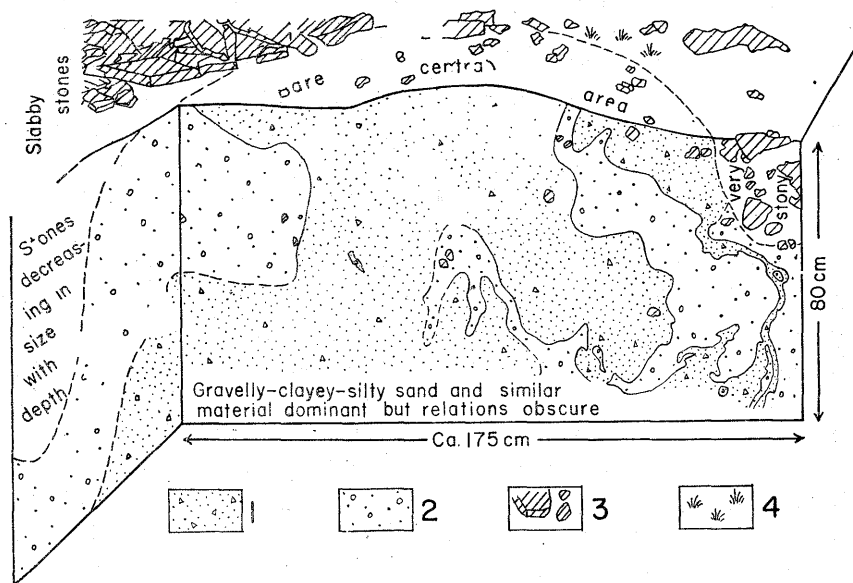 Slabby
stones
bare central area
very
stony
Stones
decreas-
ing in
size
with
depth
80 cm
Gravelly-clayey-silty sand and similar
material dominant but relations obscure
Ca. 175 cm
1
2
3
4